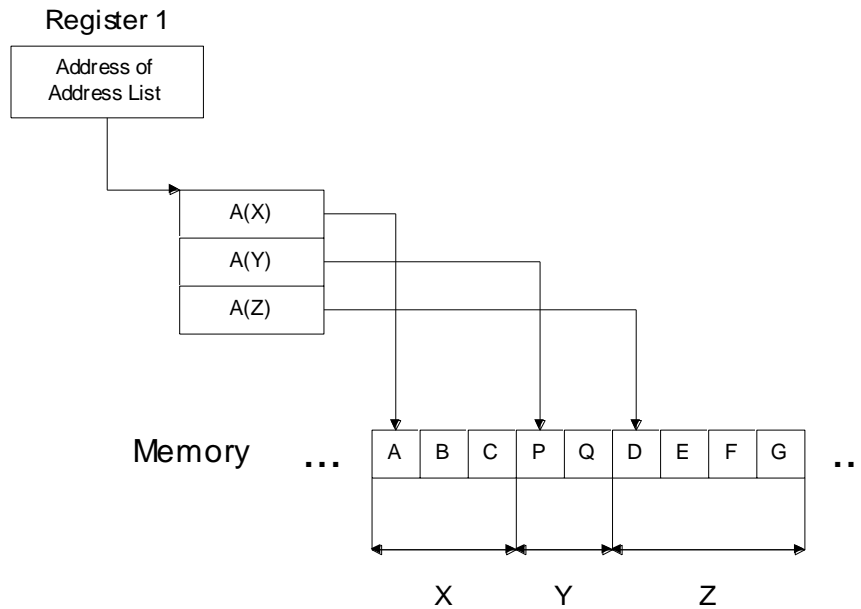 Register 1
Address of
Address List
A(X)
A(Y)
A(Z)
Memory ... A B C P Q D E F G ..
X Y Z